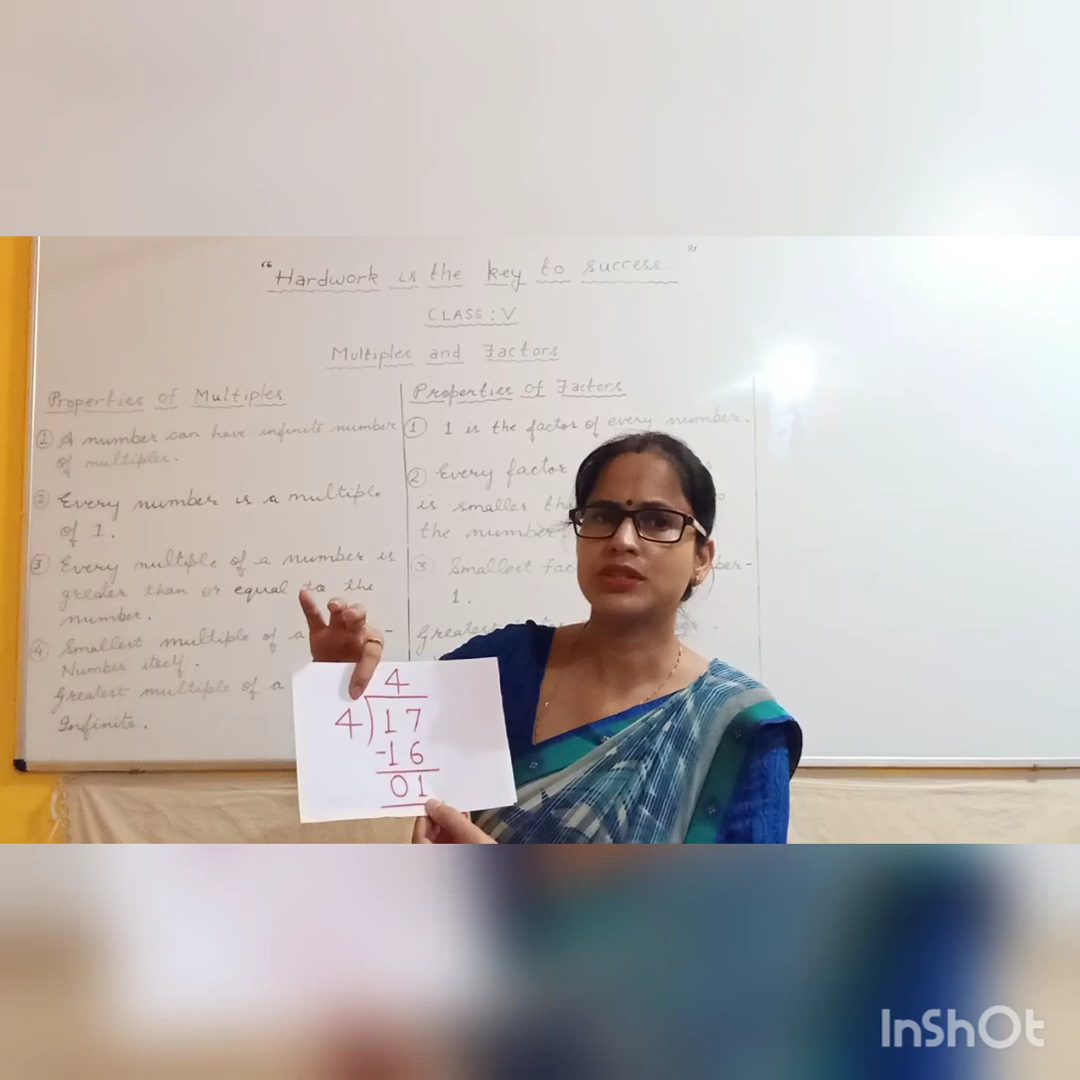 “Hardwork is the key to success.”
CLASS : V
Multiples and Factors
Properties of Multiples
① A number can have infinite number
of multiples.
② Every number is a multiple
of 1.
③ Every multiple of a number is
greater than or equal to the
number.
④ Smallest multiple of a -
Number itself.
Greatest multiple of a
Infinite.
Properties of Factors
① 1 is the factor of every number.
② Every factor
is smaller
the number
③ Smallest -
1.
-
4
4) 17
-16
01
InShOt